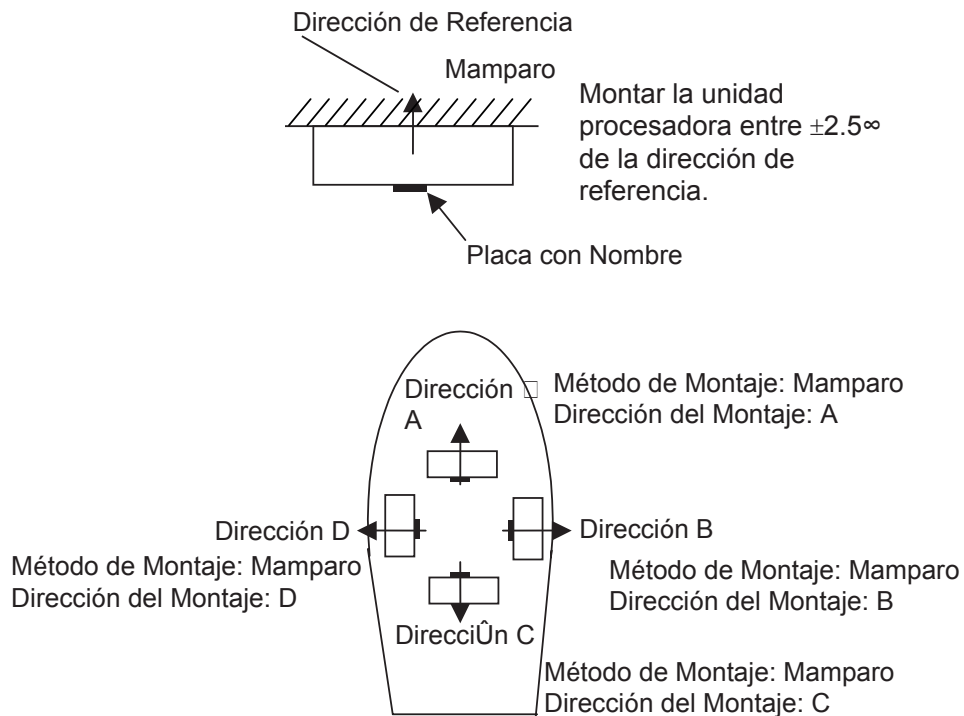 Dirección de Referencia
Mamparo
Montar la unidad
procesadora entre ±2.5∞
de la dirección de
referencia.
Placa con Nombre
Dirección □
A
Método de Montaje: Mamparo
Dirección del Montaje: A
Dirección D
Método de Montaje: Mamparo
Dirección del Montaje: D
Dirección B
Método de Montaje: Mamparo
Dirección del Montaje: B
DirecciÛn C
Método de Montaje: Mamparo
Dirección del Montaje: C